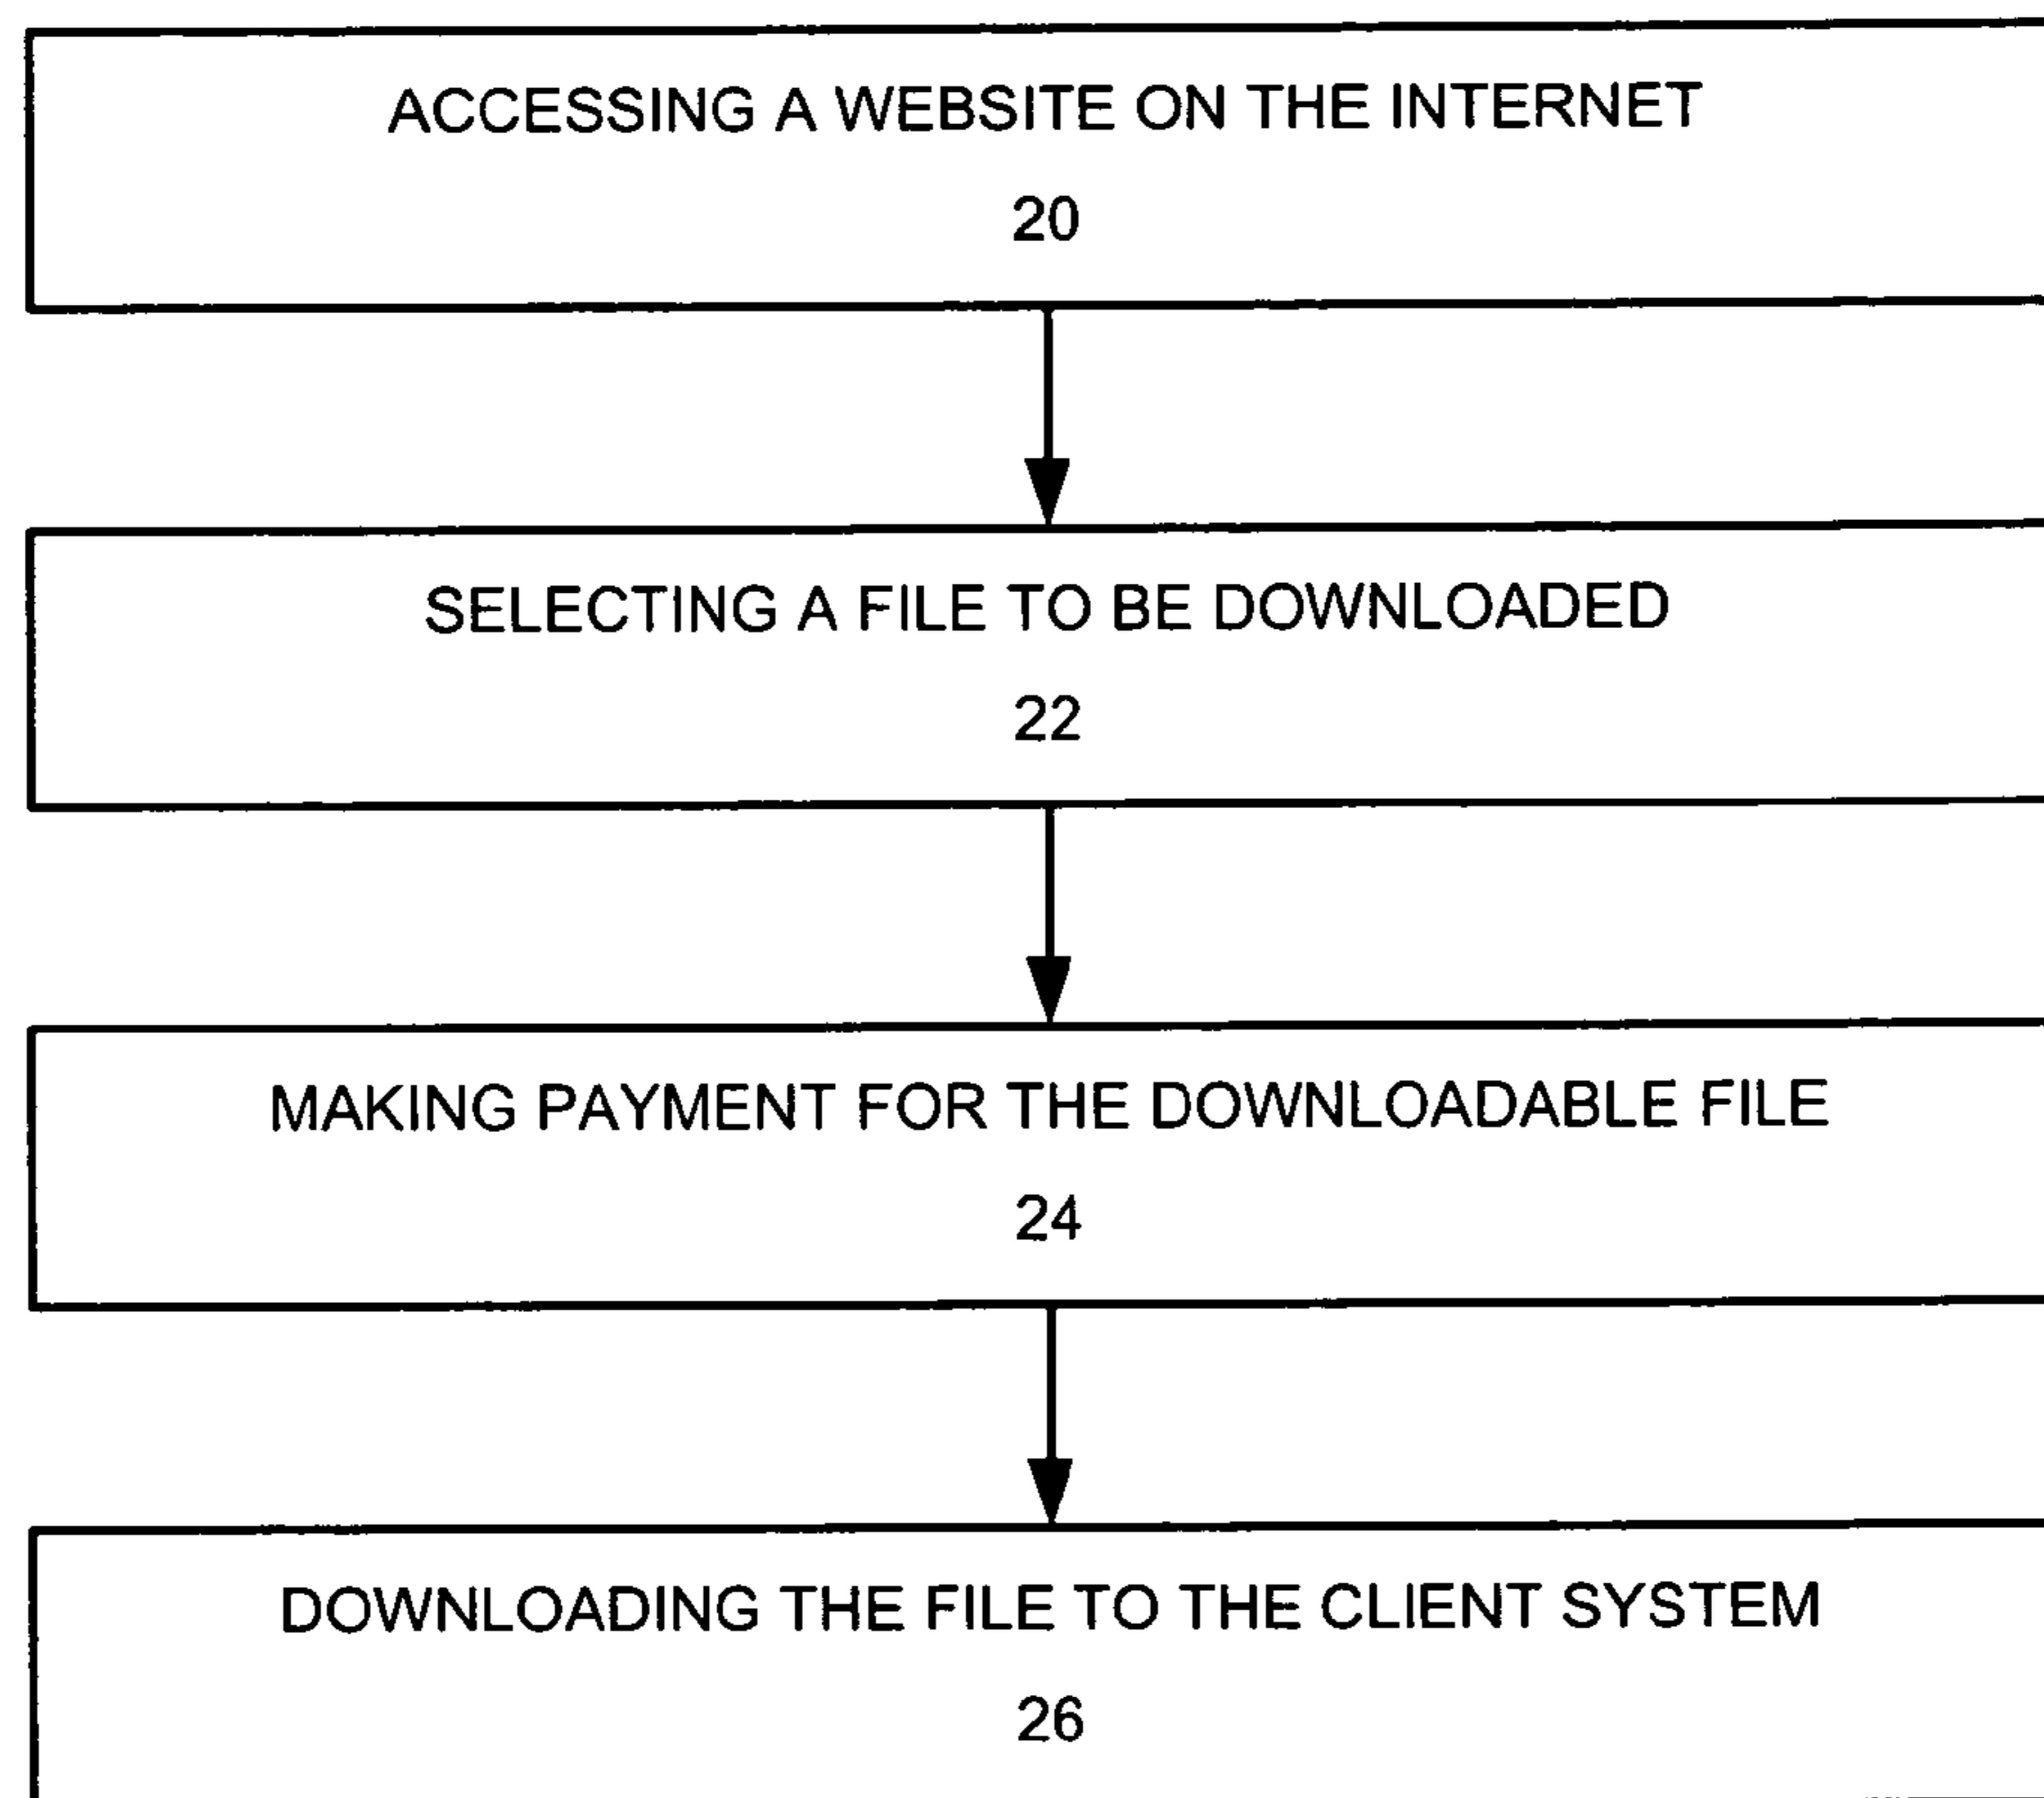 ACCESSING A WEBSITE ON THE INTERNET
20
SELECTING A FILE TO BE DOWNLOADED
22
MAKING PAYMENT FOR THE DOWNLOADABLE FILE
24
DOWNLOADING THE FILE TO THE CLIENT SYSTEM
26